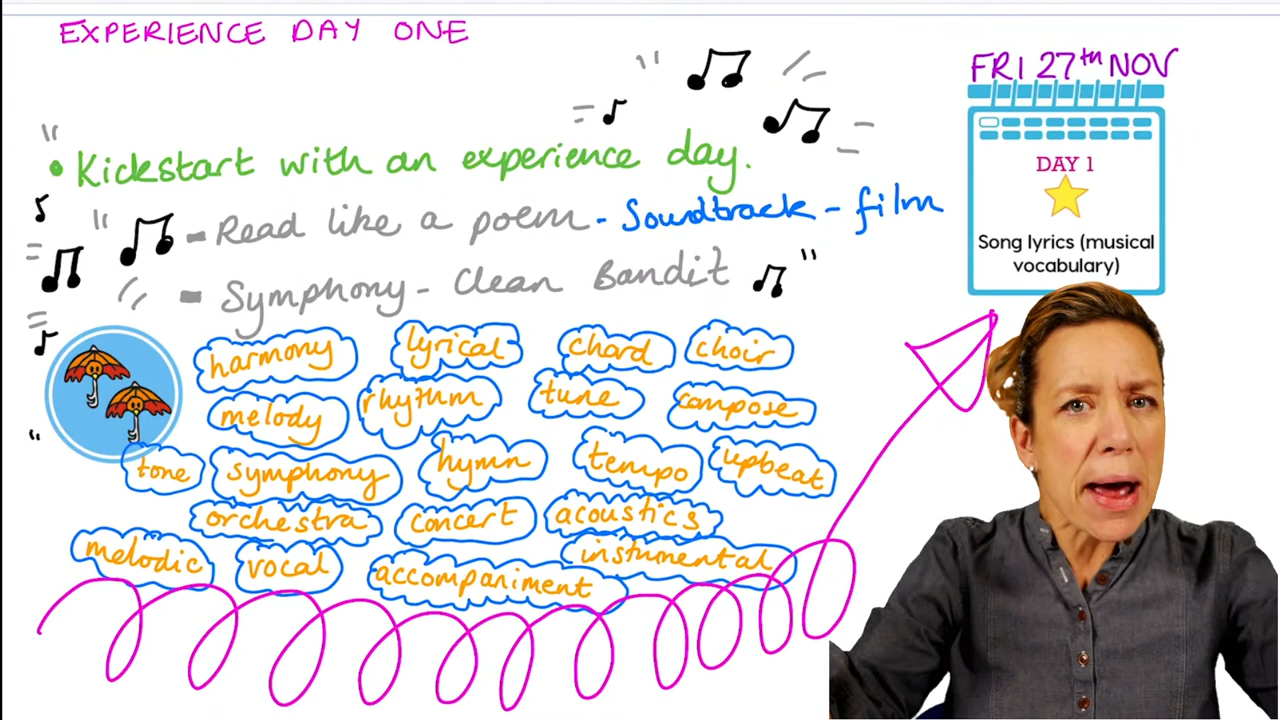 EXPERIENCE DAY ONE
FRI 27th NOV
• Kickstart with an experience day.
- Read like a poem - Soundtrack - film
- Symphony - Clean Bandit
DAY 1
Song lyrics (musical
vocabulary)
harmony lyrical chord choir
melody rhythm tune compose
tone symphony hymn tempo upbeat
orchestra concert acoustics
melodic vocal accompaniment instumental